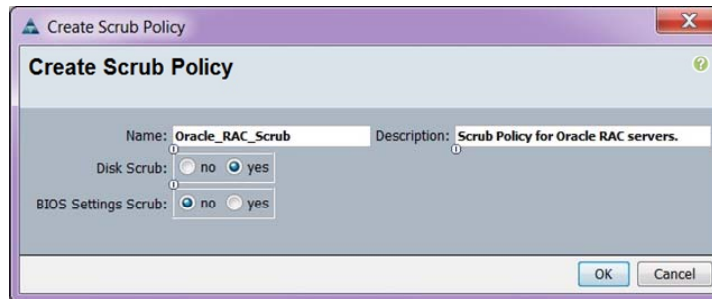 Create Scrub Policy
X
Create Scrub Policy
?
Name: Oracle_RAC_Scrub Description: Scrub Policy for Oracle RAC servers.
Disk Scrub: no yes
BIOS Settings Scrub: no yes
OK Cancel